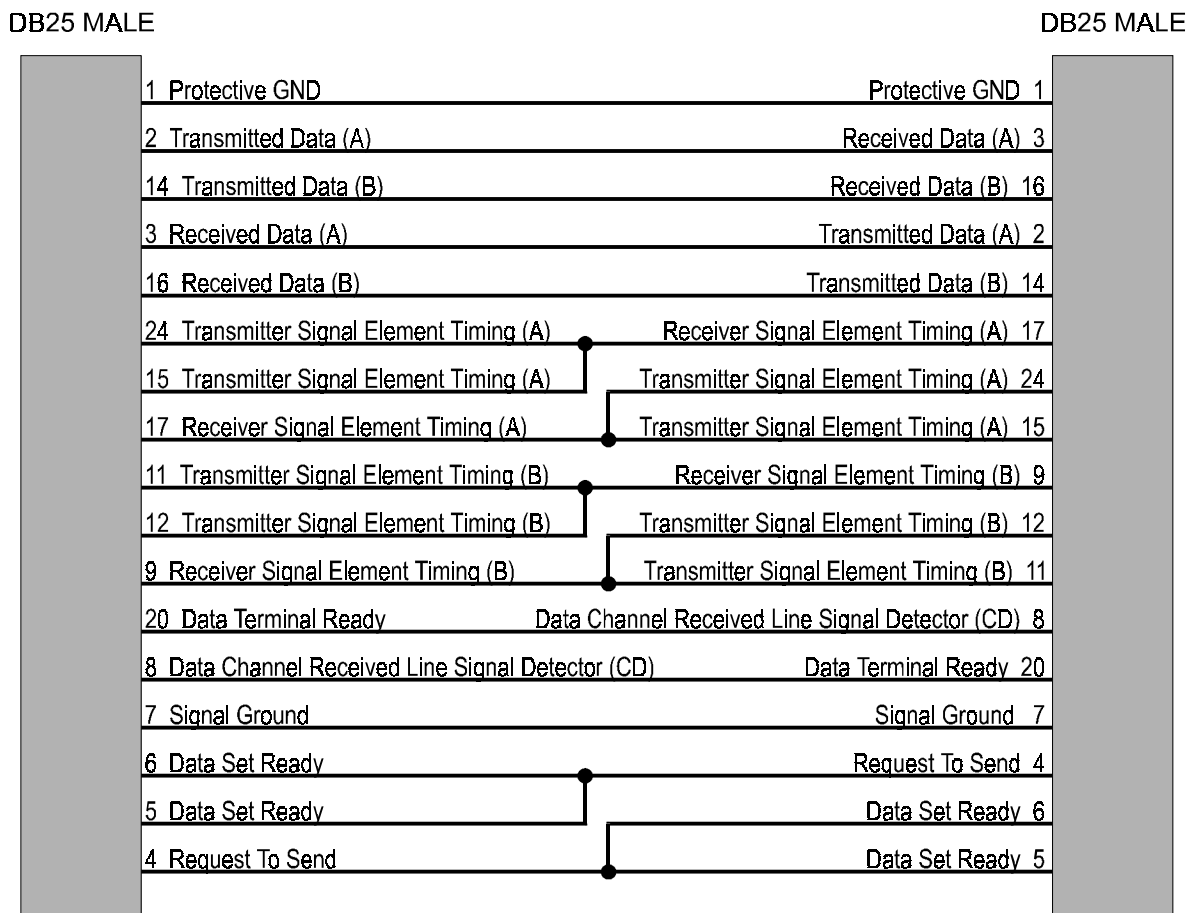 DB25 MALE DB25 MALE
1 Protective GND Protective GND 1
2 Transmitted Data (A) Received Data (A) 3
14 Transmitted Data (B) Received Data (B) 16
3 Received Data (A) Transmitted Data (A) 2
16 Received Data (B) Transmitted Data (B) 14
24 Transmitter Signal Element Timing (A) Receiver Signal Element Timing (A) 17
15 Transmitter Signal Element Timing (A) Transmitter Signal Element Timing (A) 24
17 Receiver Signal Element Timing (A) Transmitter Signal Element Timing (A) 15
11 Transmitter Signal Element Timing (B) Receiver Signal Element Timing (B) 9
12 Transmitter Signal Element Timing (B) Transmitter Signal Element Timing (B) 12
9 Receiver Signal Element Timing (B) Transmitter Signal Element Timing (B) 11
20 Data Terminal Ready Data Channel Received Line Signal Detector (CD) 8
8 Data Channel Received Line Signal Detector (CD) Data Terminal Ready 20
7 Signal Ground Signal Ground 7
6 Data Set Ready Request To Send 4
5 Data Set Ready Data Set Ready 6
4 Request To Send Data Set Ready 5